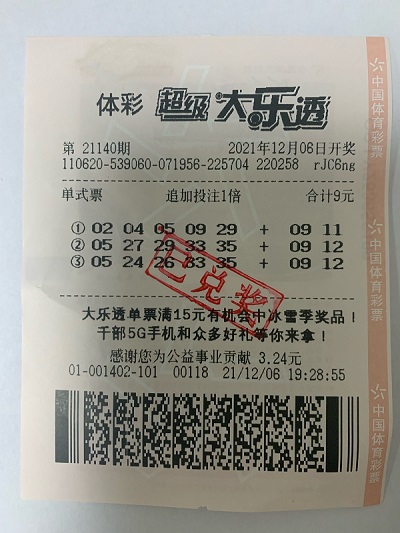 体彩 超级大乐透
第 21140期 2021年12月06日开奖
110620-539060-071956-225704 220258 rJC6ng
单式票 追加投注1倍 合计9元
① 02 04 05 09 29 + 09 11
② 05 27 29 33 35 + 09 12
③ 05 24 26 33 35 + 09 12
已兑奖
大乐透单票满15元有机会中冰雪季奖品！
千部5G手机和众多好礼等你来拿！
感谢您为公益事业贡献 3.24元
01-001402-101 00118 21/12/06 19:28:55
中国体育彩票
中国体育彩票
中国体育彩票